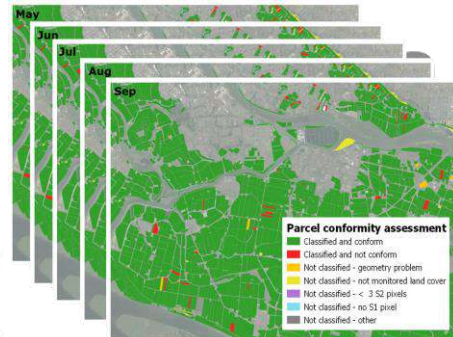 May
Jun
Jul
Aug
Sep
Parcel conformity assessment
Classified and conform
Classified and not conform
Not classified - geometry problem
Not classified - not monitored land cover
Not classified - < 3 S2 pixels
Not classified - no S1 pixel
Not classified - other